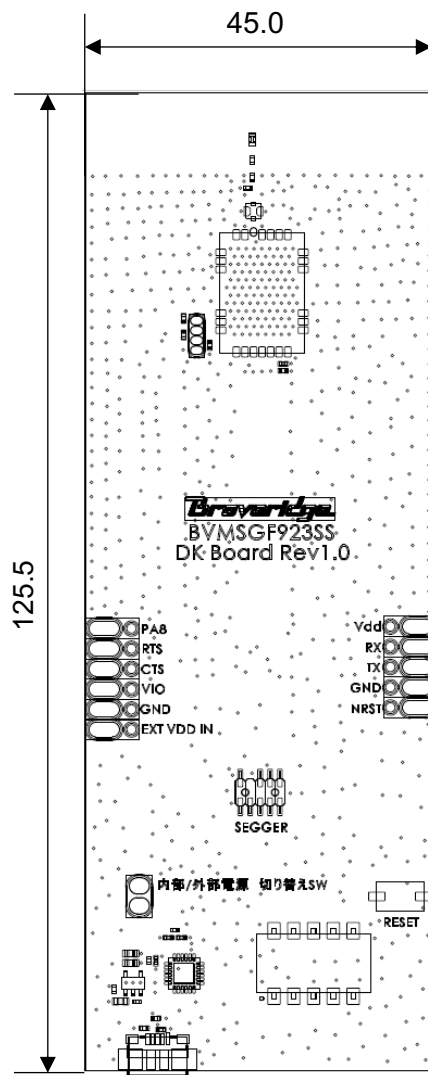 45.0
125.5
Braveridge
BVMSGF923SS
DK Board Rev1.0
PA8
RTS
CTS
VIO
GND
EXT VDD IN
Vdd
RX
TX
GND
NRST
SEGGER
内部/外部電源 切り替えSW
RESET